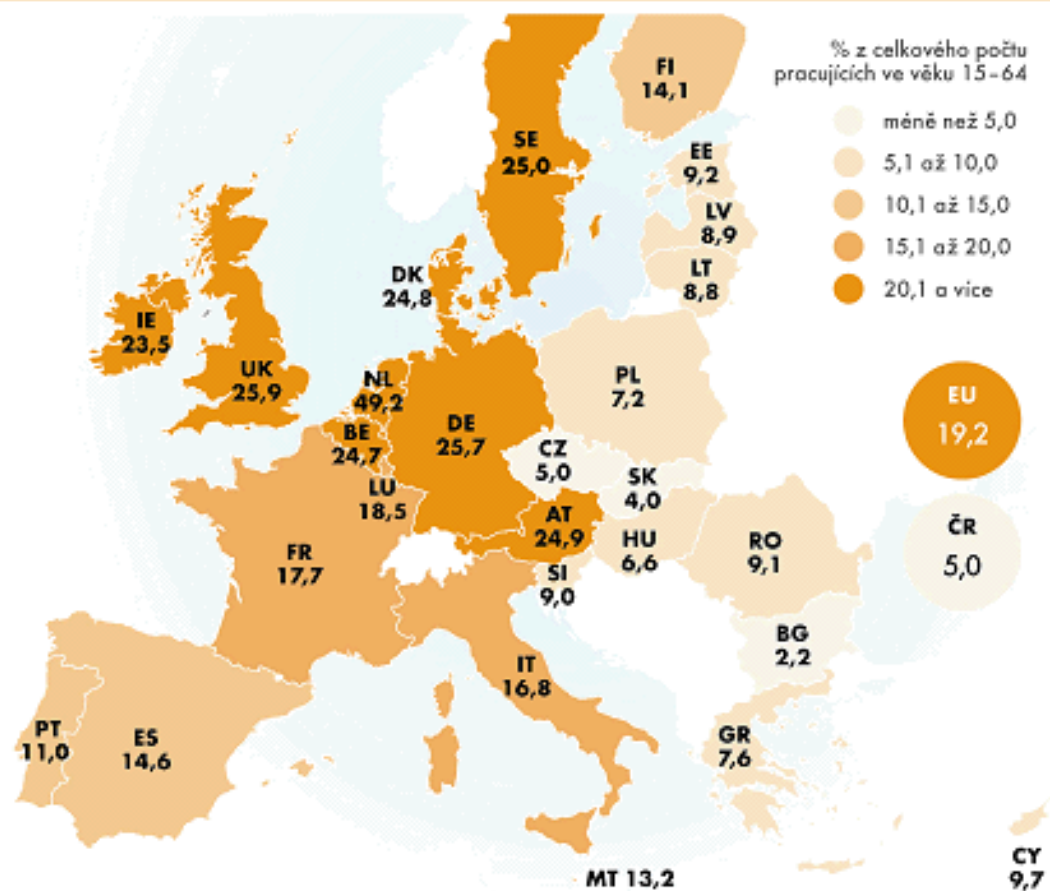 % z celkového počtu
pracujících ve věku 15–64
méně než 5,0
5,1 až 10,0
10,1 až 15,0
15,1 až 20,0
20,1 a více
FI
14,1
SE
25,0
EE
9,2
LV
8,9
LT
8,8
DK
24,8
IE
23,5
UK
25,9
NL
49,2
BE
24,7
DE
25,7
PL
7,2
EU
19,2
CZ
5,0
SK
4,0
LU
18,5
AT
24,9
HU
6,6
RO
9,1
ČR
5,0
FR
17,7
SI
9,0
BG
2,2
IT
16,8
PT
11,0
ES
14,6
GR
7,6
MT 13,2
CY
9,7